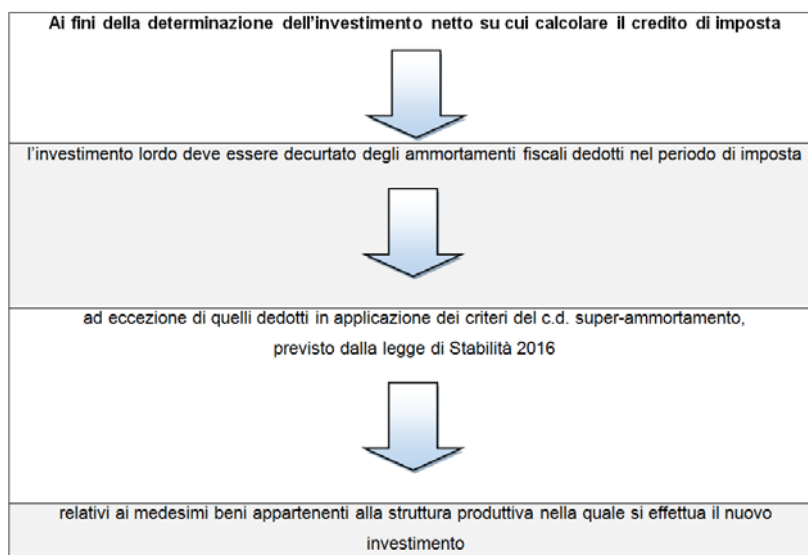 Ai fini della determinazione dell'investimento netto su cui calcolare il credito di imposta
l'investimento lordo deve essere decurtato degli ammortamenti fiscali dedotti nel periodo di imposta
ad eccezione di quelli dedotti in applicazione dei criteri del c.d. super-ammortamento,
previsto dalla legge di Stabilità 2016
relativi ai medesimi beni appartenenti alla struttura produttiva nella quale si effettua il nuovo
investimento